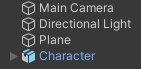 Main Camera
Directional Light
Plane
Character